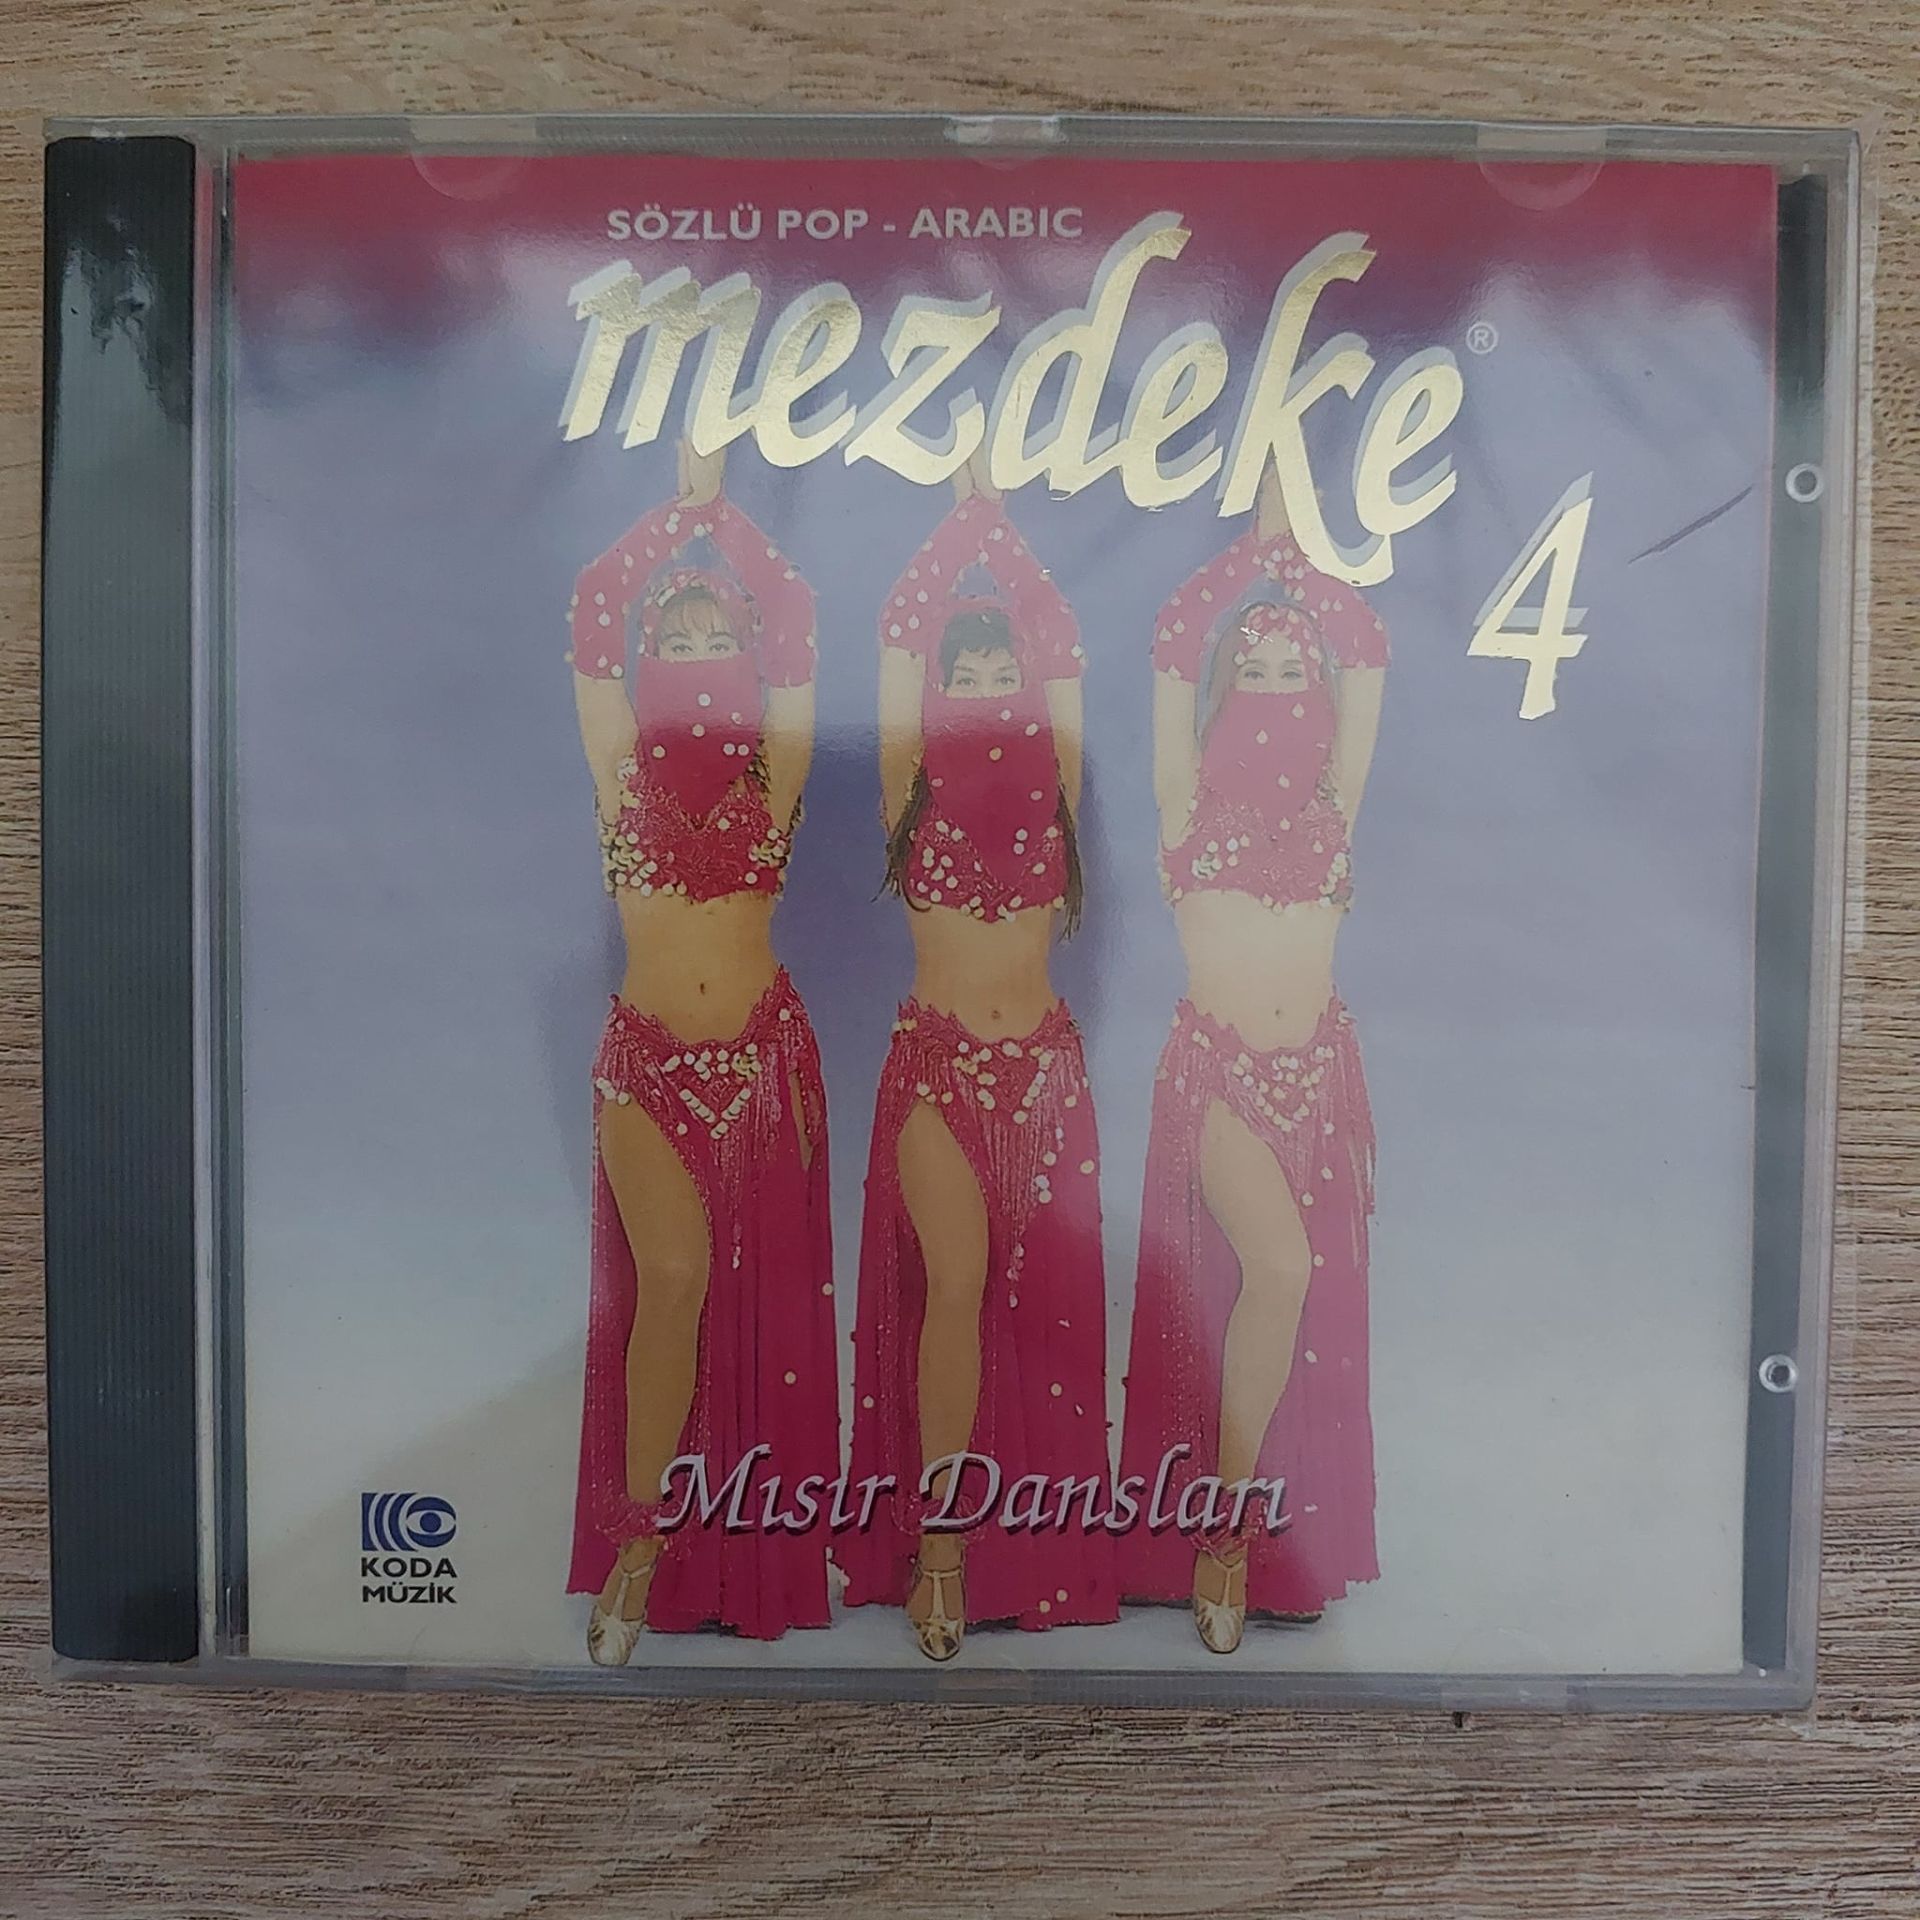 SÖZLÜ POP - ARABIC
mezdeke ®
4
Mısır Dansları
KODA
MÜZİK